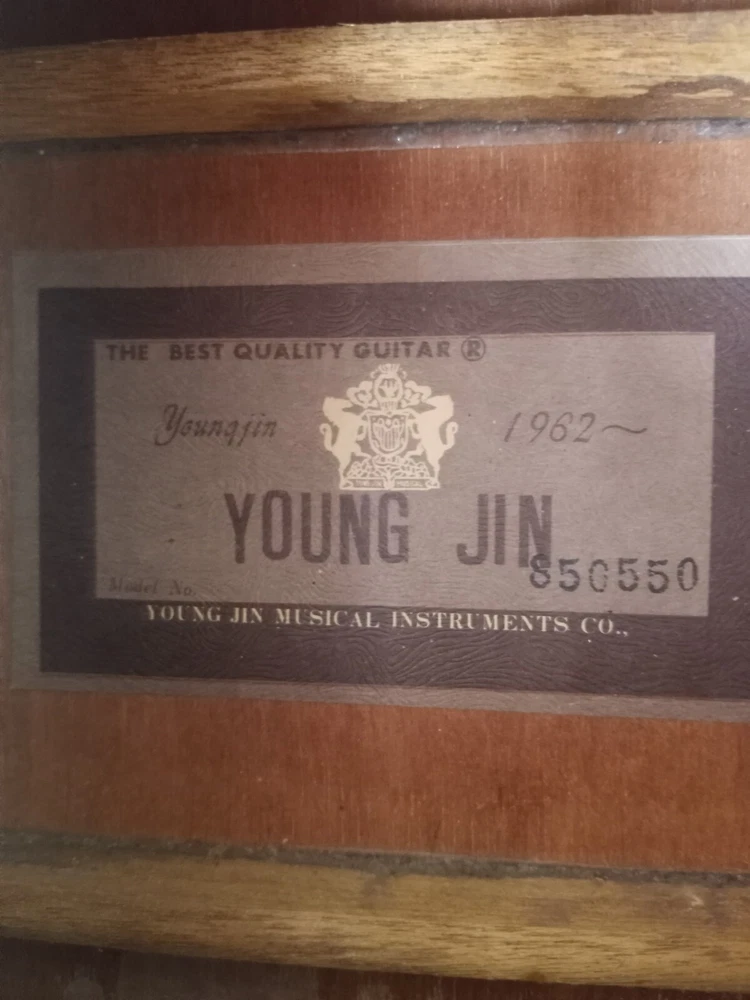 THE BEST QUALITY GUITAR ®
Youngjin 1962~
YOUNG JIN
850550
Model No.
YOUNG JIN MUSICAL INSTRUMENTS CO.,